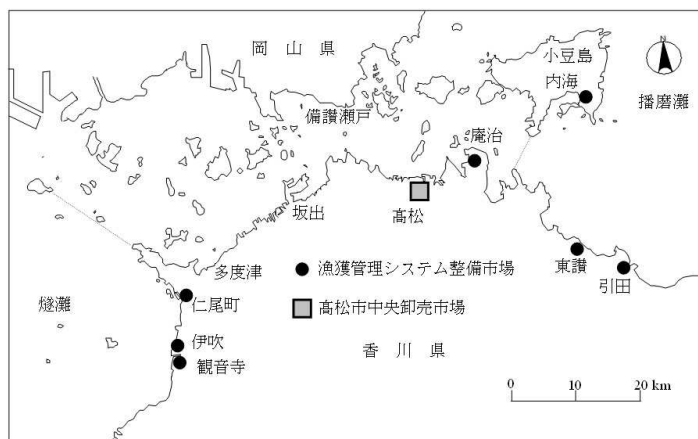 岡 山 県
小豆島
内海
N
播磨灘
備讃瀬戸
庵治
坂出
高松
多度津
漁獲管理システム整備市場
東讃
引田
燧灘
仁尾町
高松市中央卸売市場
伊吹
観音寺
香 川 県
0 10 20 km